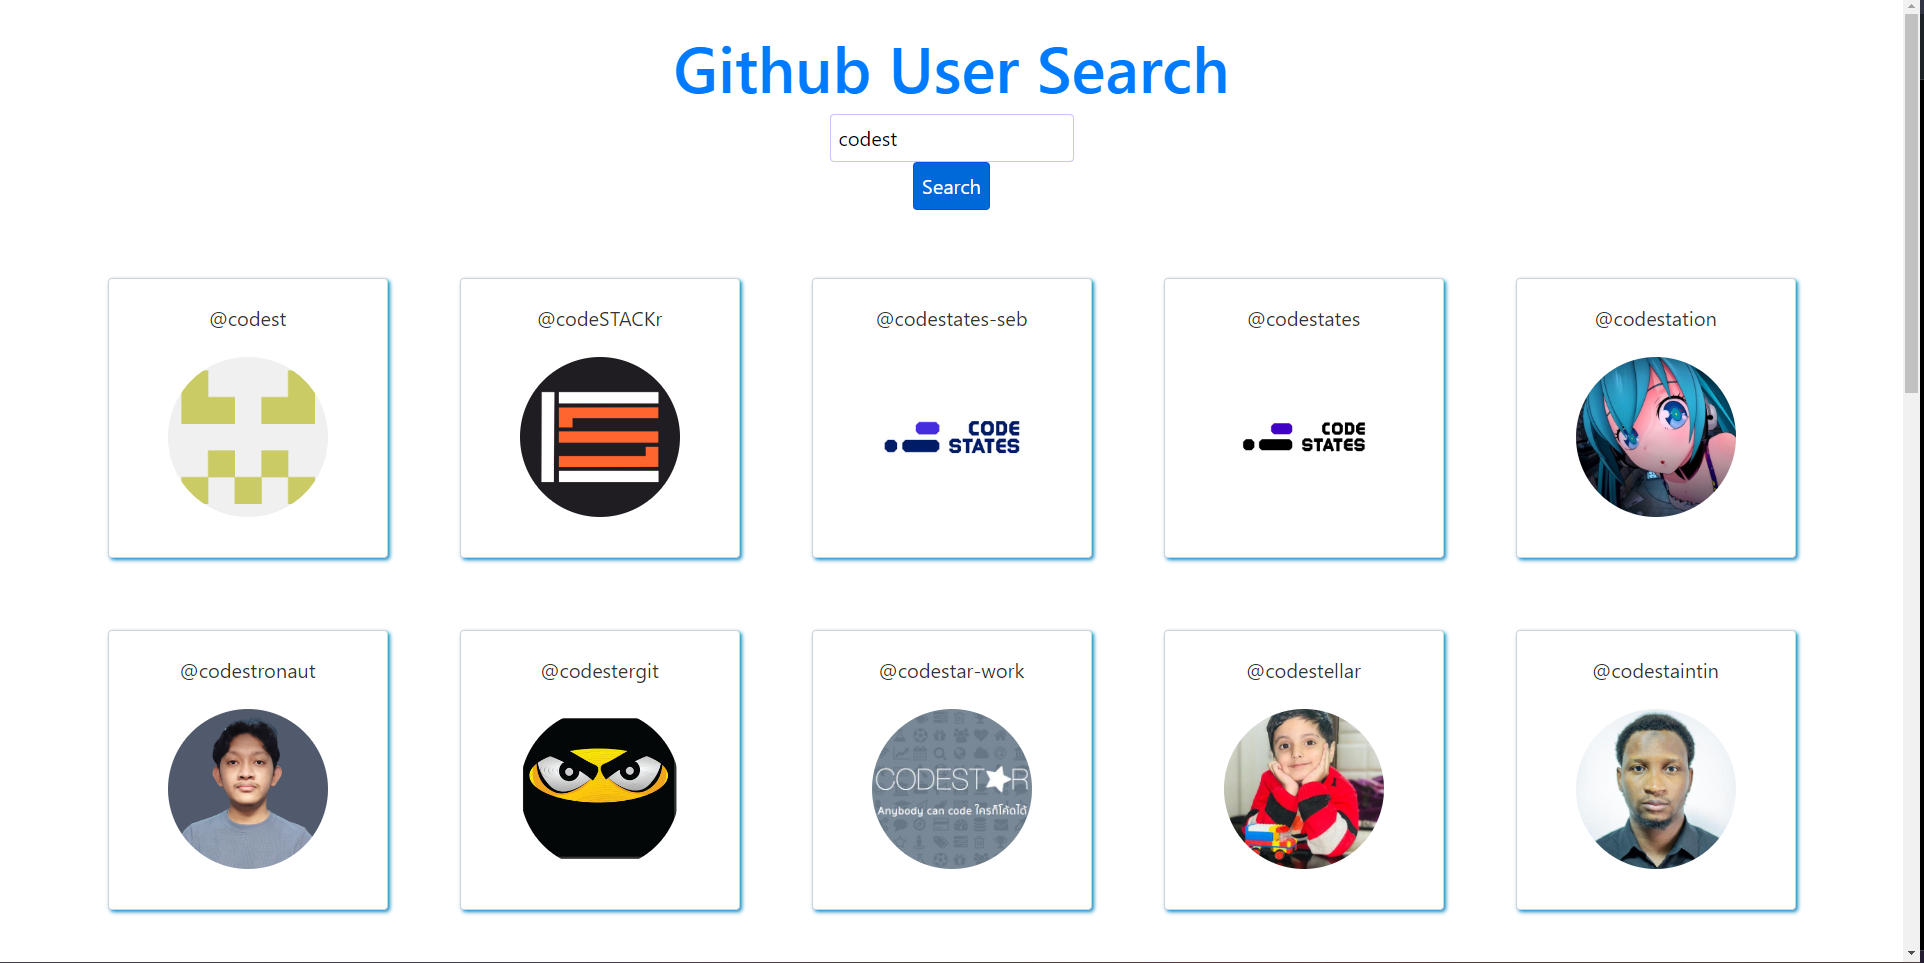 Github User Search
codest
Search
@codest
@codeSTACKr
@codestates-seb
@codestates
@codestation
CODE
STATES
CODE
STATES
@codestronaut
@codestergit
@codestar-work
@codestellar
@codestaintin
CODEST★R
Anybody can code ใครก็โค้ดได้